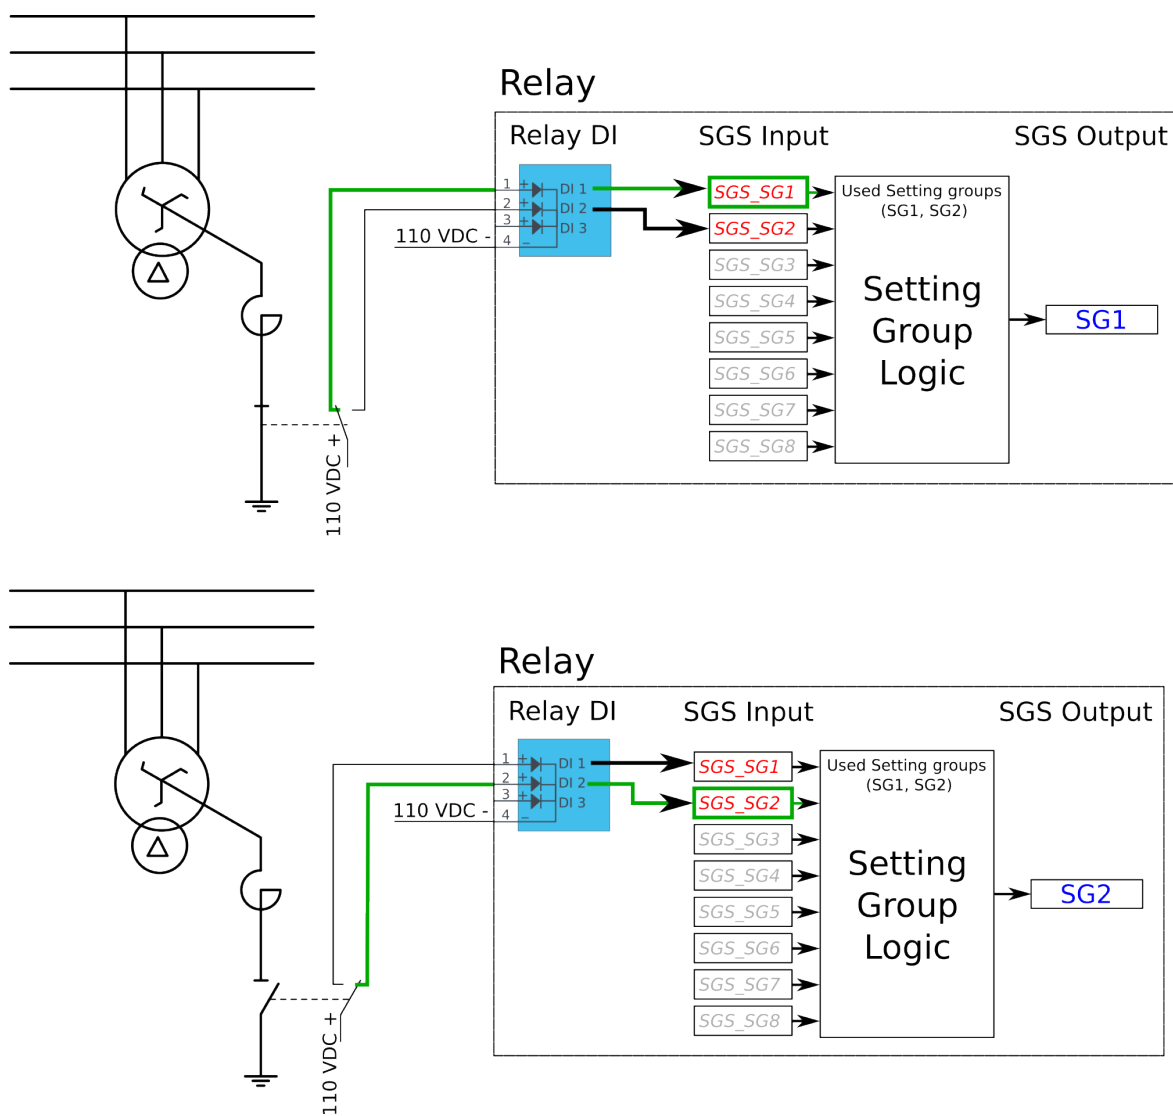 Relay
Relay DI
SGS Input
SGS Output
1 + DI 1
2 + DI 2
3 + DI 3
4 −
110 VDC -
110 VDC +
SGS_SG1
SGS_SG2
SGS_SG3
SGS_SG4
SGS_SG5
SGS_SG6
SGS_SG7
SGS_SG8
Used Setting groups
(SG1, SG2)
Setting
Group
Logic
SG1
Δ
Relay
Relay DI
SGS Input
SGS Output
1 + DI 1
2 + DI 2
3 + DI 3
4 −
110 VDC -
110 VDC +
SGS_SG1
SGS_SG2
SGS_SG3
SGS_SG4
SGS_SG5
SGS_SG6
SGS_SG7
SGS_SG8
Used Setting groups
(SG1, SG2)
Setting
Group
Logic
SG2
Δ